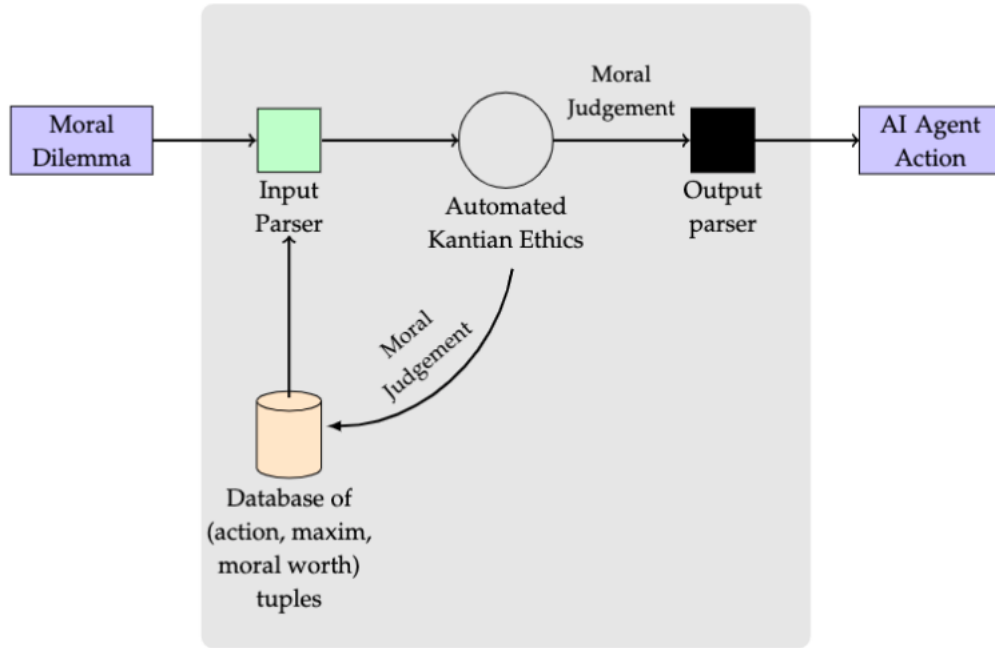 Moral
Dilemma
Input
Parser
Automated
Kantian Ethics
Moral
Judgement
Output
parser
AI Agent
Action
Moral
Judgement
Database of
(action, maxim,
moral worth)
tuples